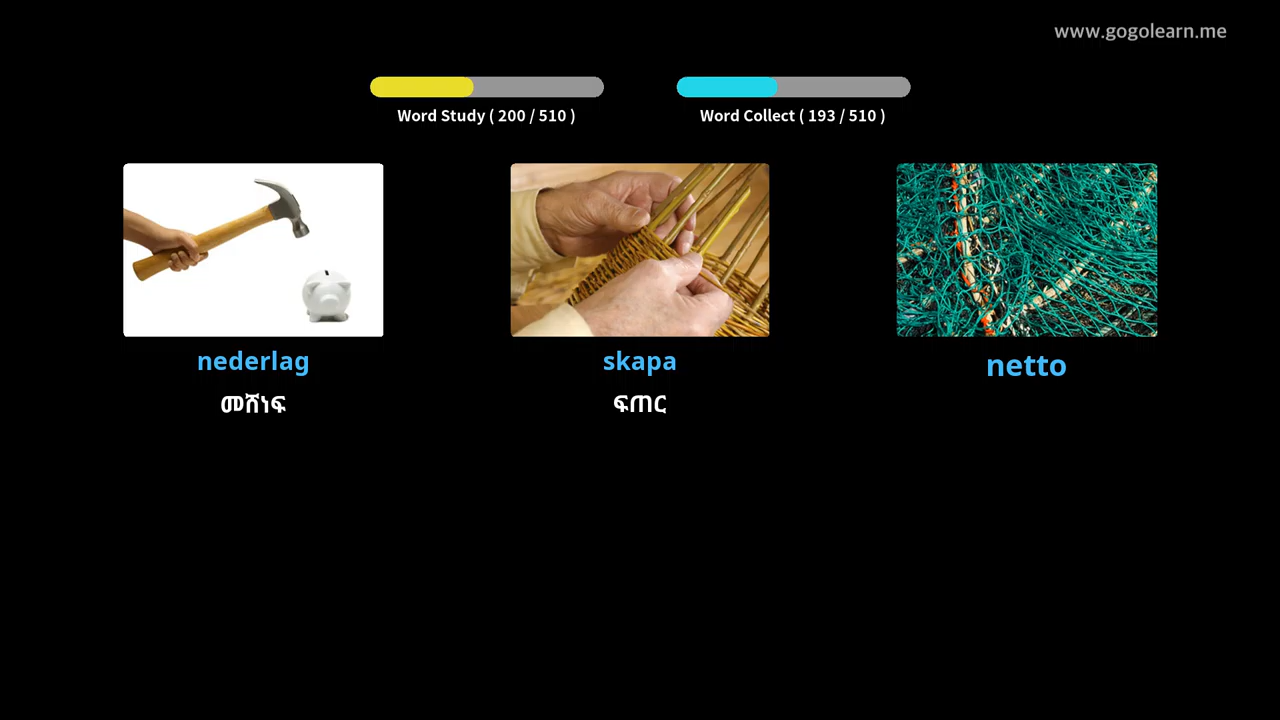 www.gogolearn.me
Word Study ( 200 / 510 )
Word Collect ( 193 / 510 )
nederlag
መሸነፍ
skapa
ፍጠር
netto